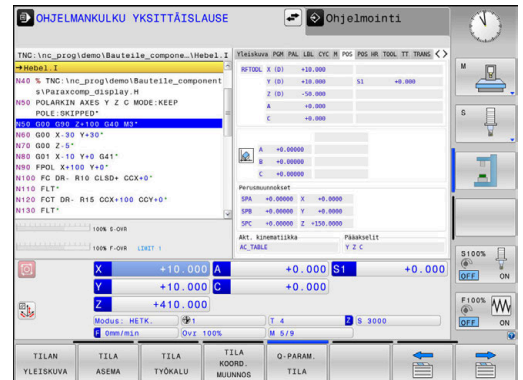 OHJELMANKULKU YKSITTÄISLAUSE
Ohjelmointi
TNC:\nc_prog\demo\Bauteile_compone…\Hebel.I
→Hebel.I
N40 % TNC:\nc_prog\demo\Bauteile_component
s\Paraxcomp_display.H
N50 POLARKIN AXES Y Z C MODE:KEEP
POLE:SKIPPED*
N50 G00 G90 Z+100 G40 M3*
N60 G00 X-30 Y+30*
N70 G00 Z-5*
N80 G01 X-10 Y+0 G41*
N90 FPOL X+100 Y+0*
N100 FC DR- R10 CLSD+ CCX+0*
N110 FLT*
N120 FCT DR- R15 CCX+100 CCY+0*
N130 FLT*
100% S-OVR
100% F-OVR LIMIT 1
Yleiskuva PGM PAL LBL CYC M POS POS HR TOOL TT TRANS
RFTOOL X (D) +10.000
Y (D) +10.000 S1 +0.000
Z (D) -50.000
A +0.000
C +0.000
A +0.00000
B +0.00000
C +0.00000
Perusmuunnokset
SPA +0.00000 X +0.0000
SPB +0.00000 Y +0.0000
SPC +0.00000 Z +150.0000
Akt. kinematiikka Pääakselit
AC_TABLE Y Z C
X +10.000 A +0.000 S1 +0.000
Y +10.000 C +0.000
Z +410.000
Modus: HETK. 1 T 4 Z S 3000
F 0mm/min Ovr 100% M 5/9
M
S
S100%
OFF ON
F100%
OFF ON
TILAN YLEISKUVA
TILA ASEMA
TILA TYÖKALU
TILA KOORD. MUUNNOS
Q-PARAM. TILA